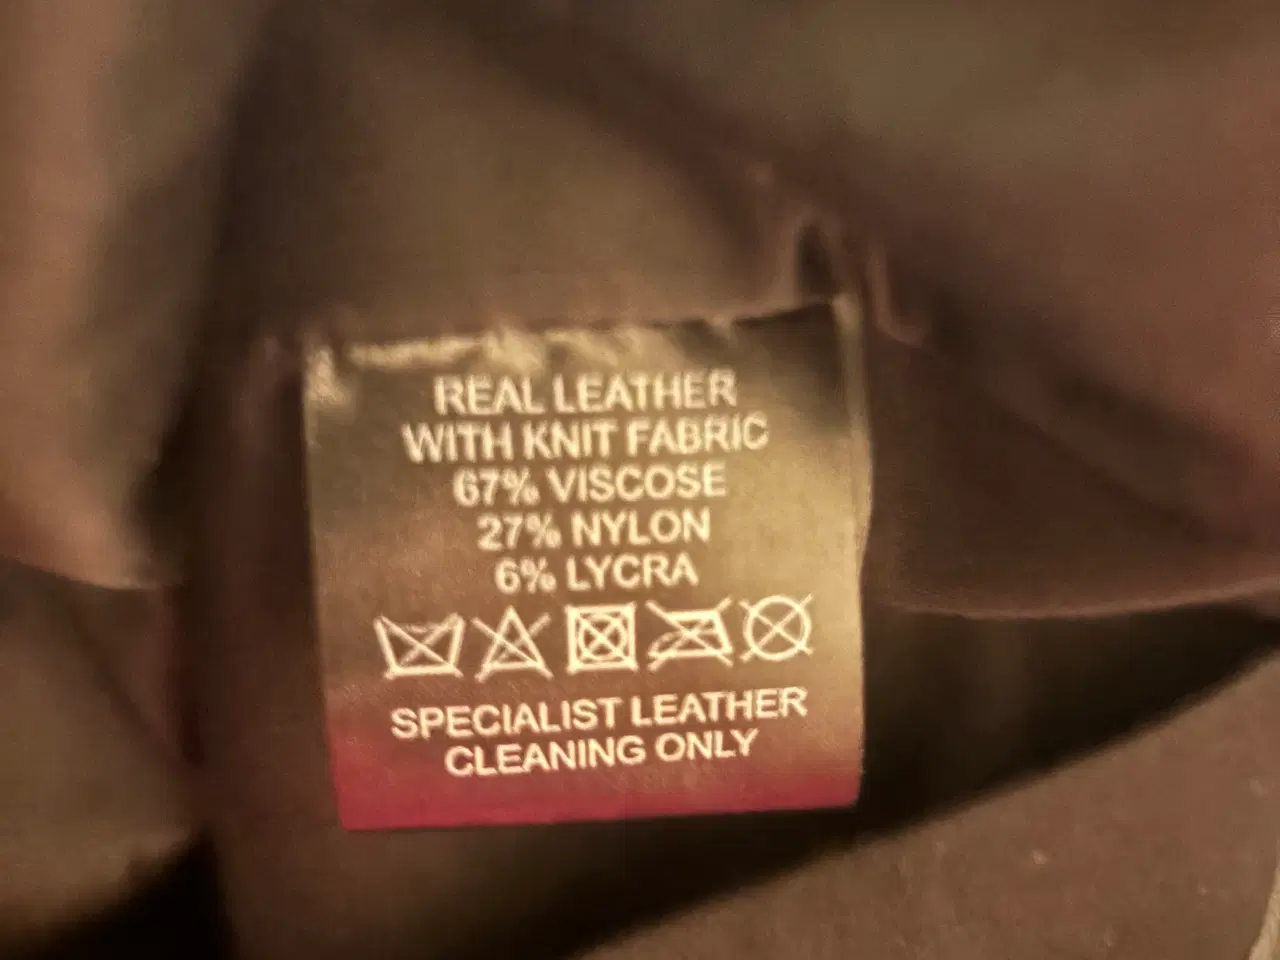 REAL LEATHER
WITH KNIT FABRIC
67% VISCOSE
27% NYLON
6% LYCRA
SPECIALIST LEATHER
CLEANING ONLY